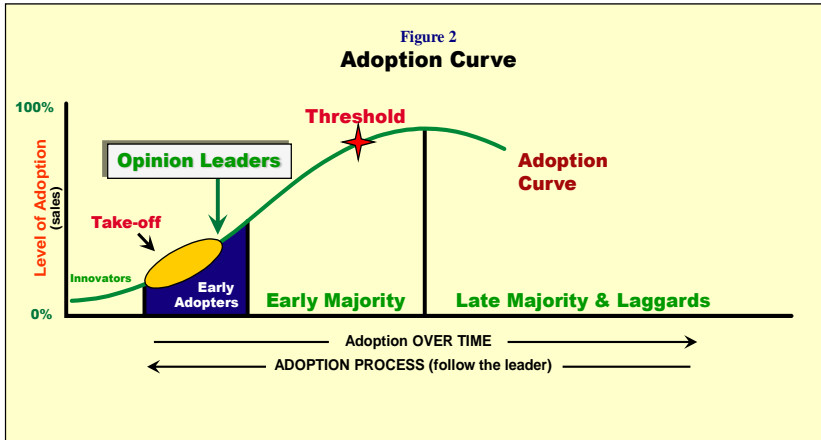 Figure 2
Adoption Curve
100%
Threshold
Opinion Leaders
Adoption
Curve
Level of Adoption
(sales)
Take-off
Innovators
Early
Adopters
Early Majority
Late Majority & Laggards
0%
Adoption OVER TIME
ADOPTION PROCESS (follow the leader)